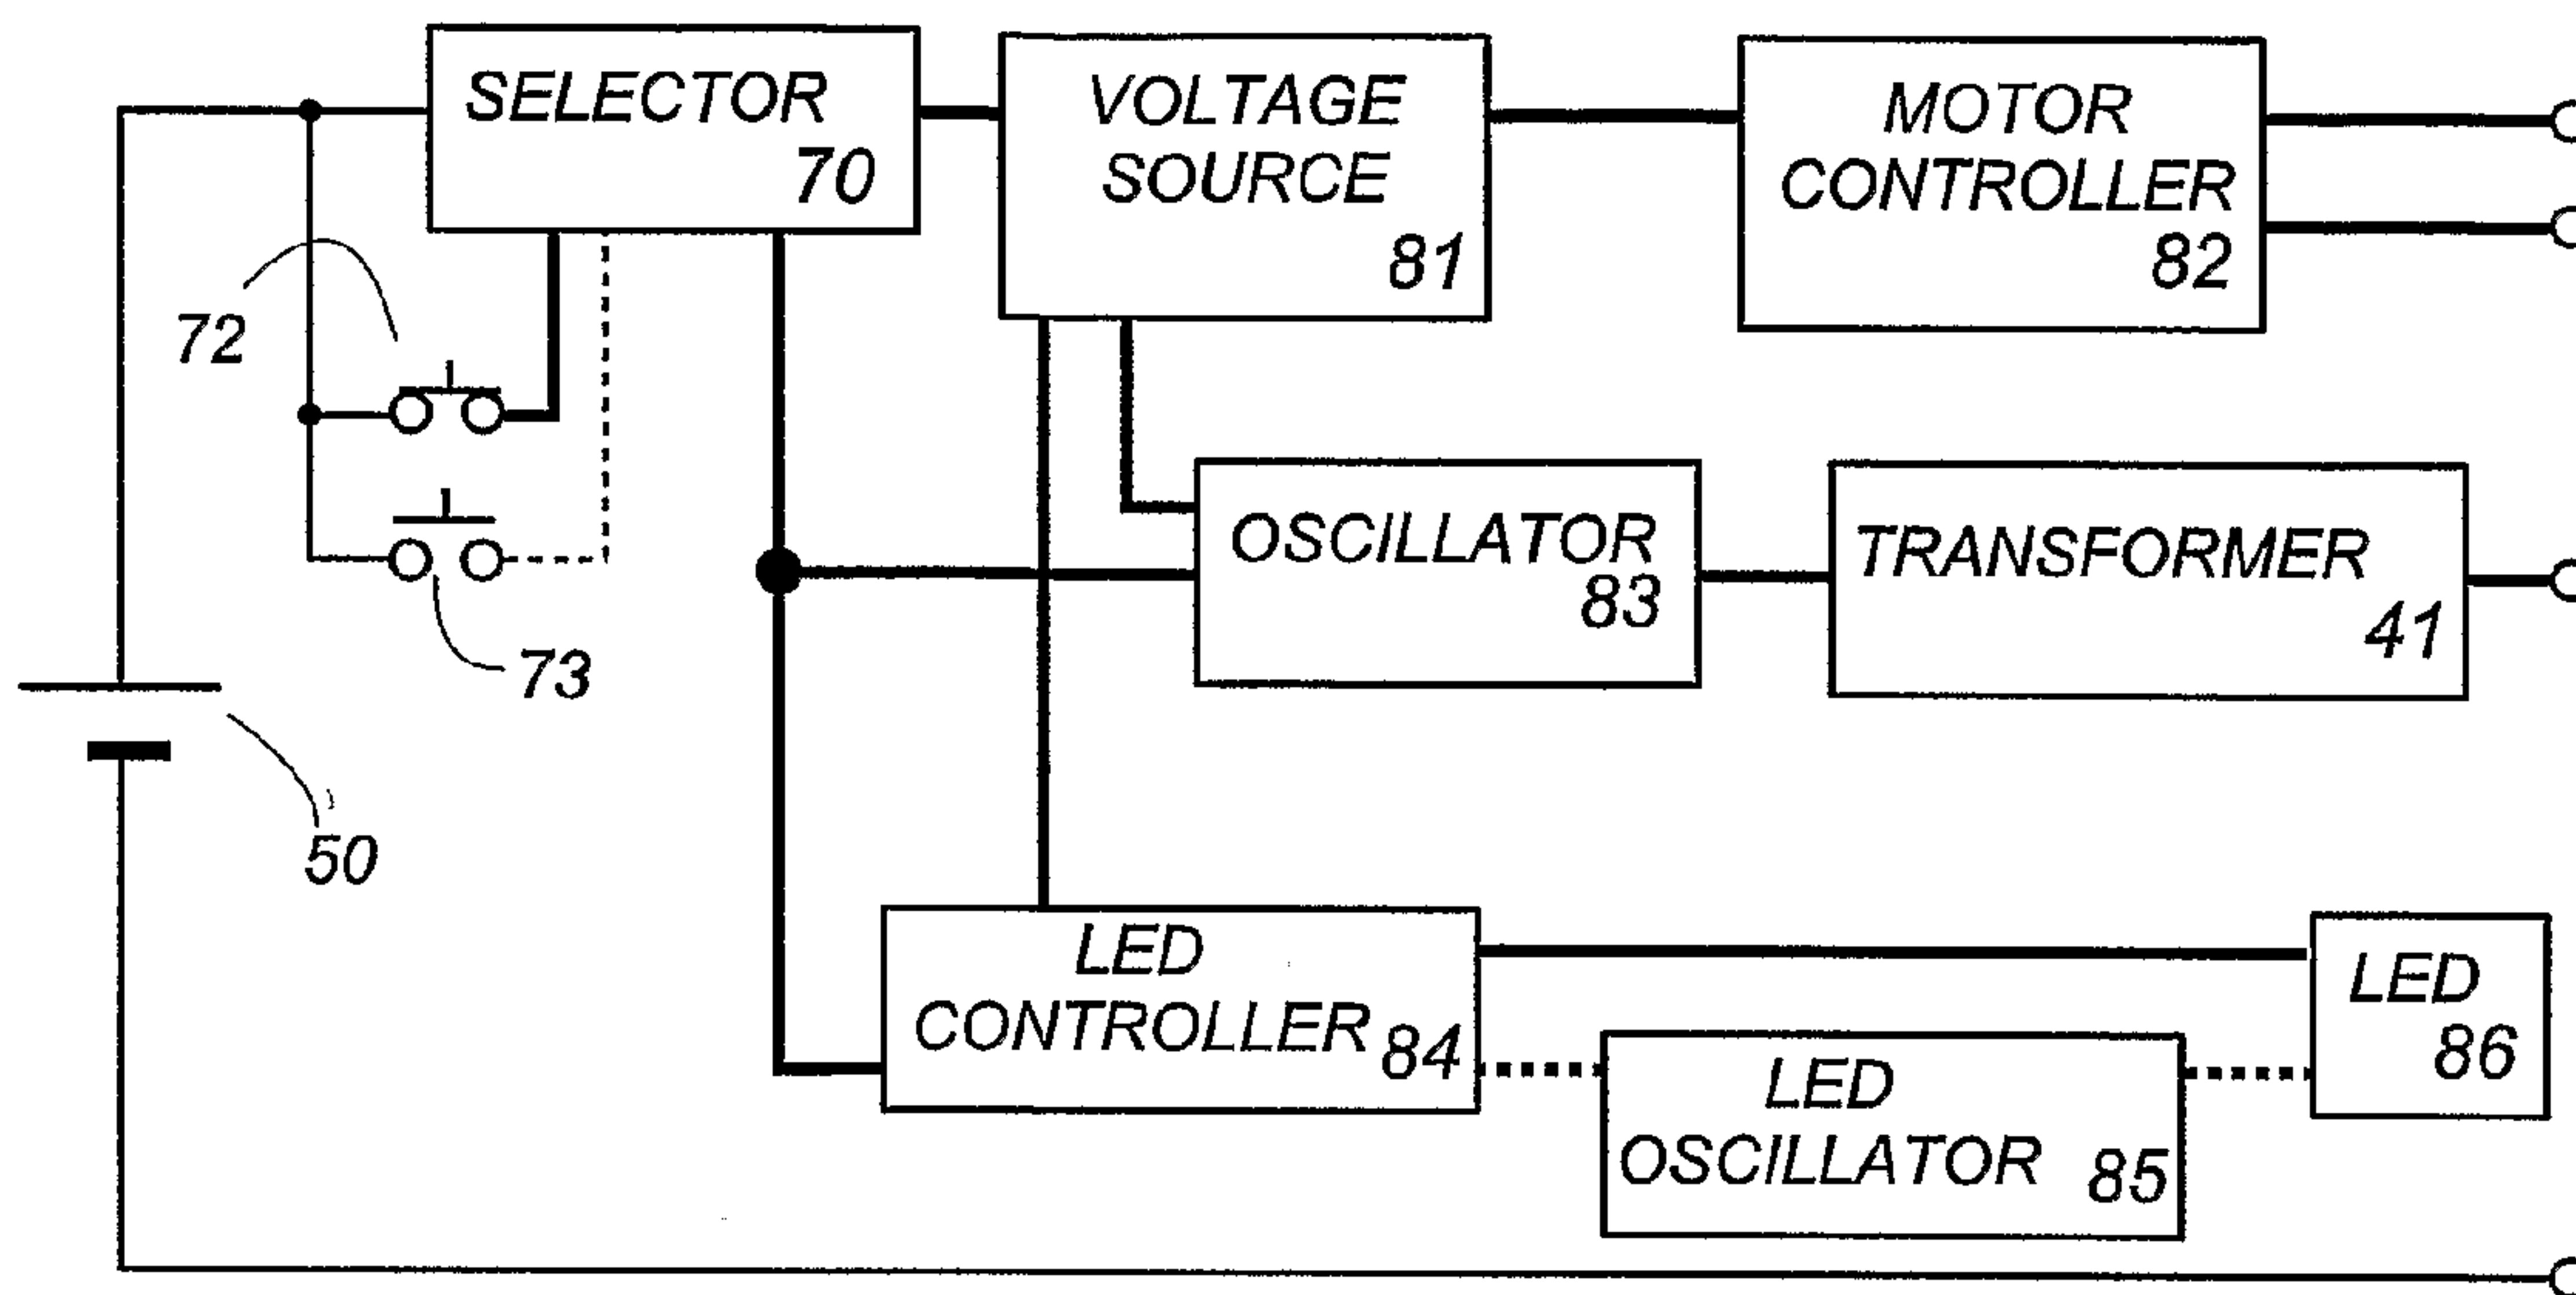 SELECTOR
70
VOLTAGE
SOURCE
81
MOTOR
CONTROLLER
82
72
73
50
OSCILLATOR
83
TRANSFORMER
41
LED
CONTROLLER
84
LED
OSCILLATOR
85
LED
86